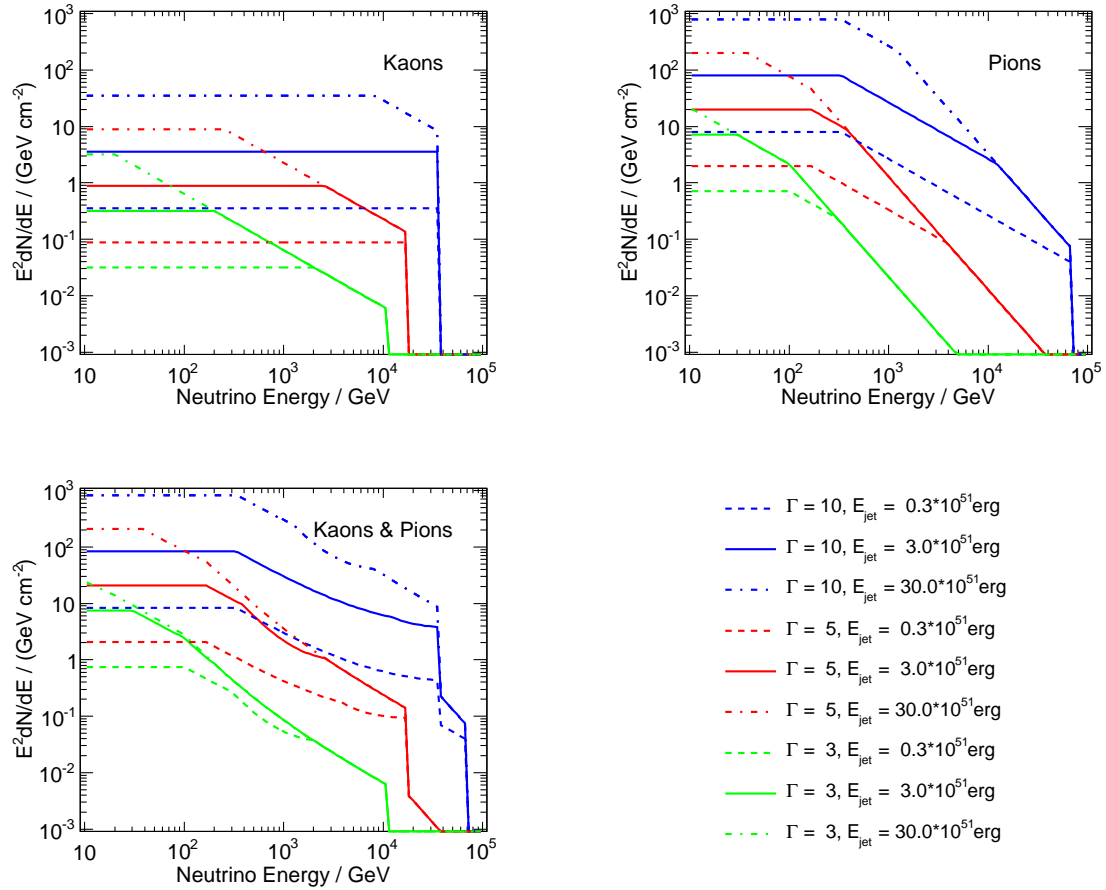 E²dN/dE / (GeV cm⁻²)
10³
10²
10
1
10⁻¹
10⁻²
10⁻³
Kaons
10 10² 10³ 10⁴ 10⁵
Neutrino Energy / GeV
E²dN/dE / (GeV cm⁻²)
10³
10²
10
1
10⁻¹
10⁻²
10⁻³
Pions
10 10² 10³ 10⁴ 10⁵
Neutrino Energy / GeV
E²dN/dE / (GeV cm⁻²)
10³
10²
10
1
10⁻¹
10⁻²
10⁻³
Kaons & Pions
10 10² 10³ 10⁴ 10⁵
Neutrino Energy / GeV
Γ = 10, E_jet = 0.3*10⁵¹erg
Γ = 10, E_jet = 3.0*10⁵¹erg
Γ = 10, E_jet = 30.0*10⁵¹erg
Γ = 5, E_jet = 0.3*10⁵¹erg
Γ = 5, E_jet = 3.0*10⁵¹erg
Γ = 5, E_jet = 30.0*10⁵¹erg
Γ = 3, E_jet = 0.3*10⁵¹erg
Γ = 3, E_jet = 3.0*10⁵¹erg
Γ = 3, E_jet = 30.0*10⁵¹erg